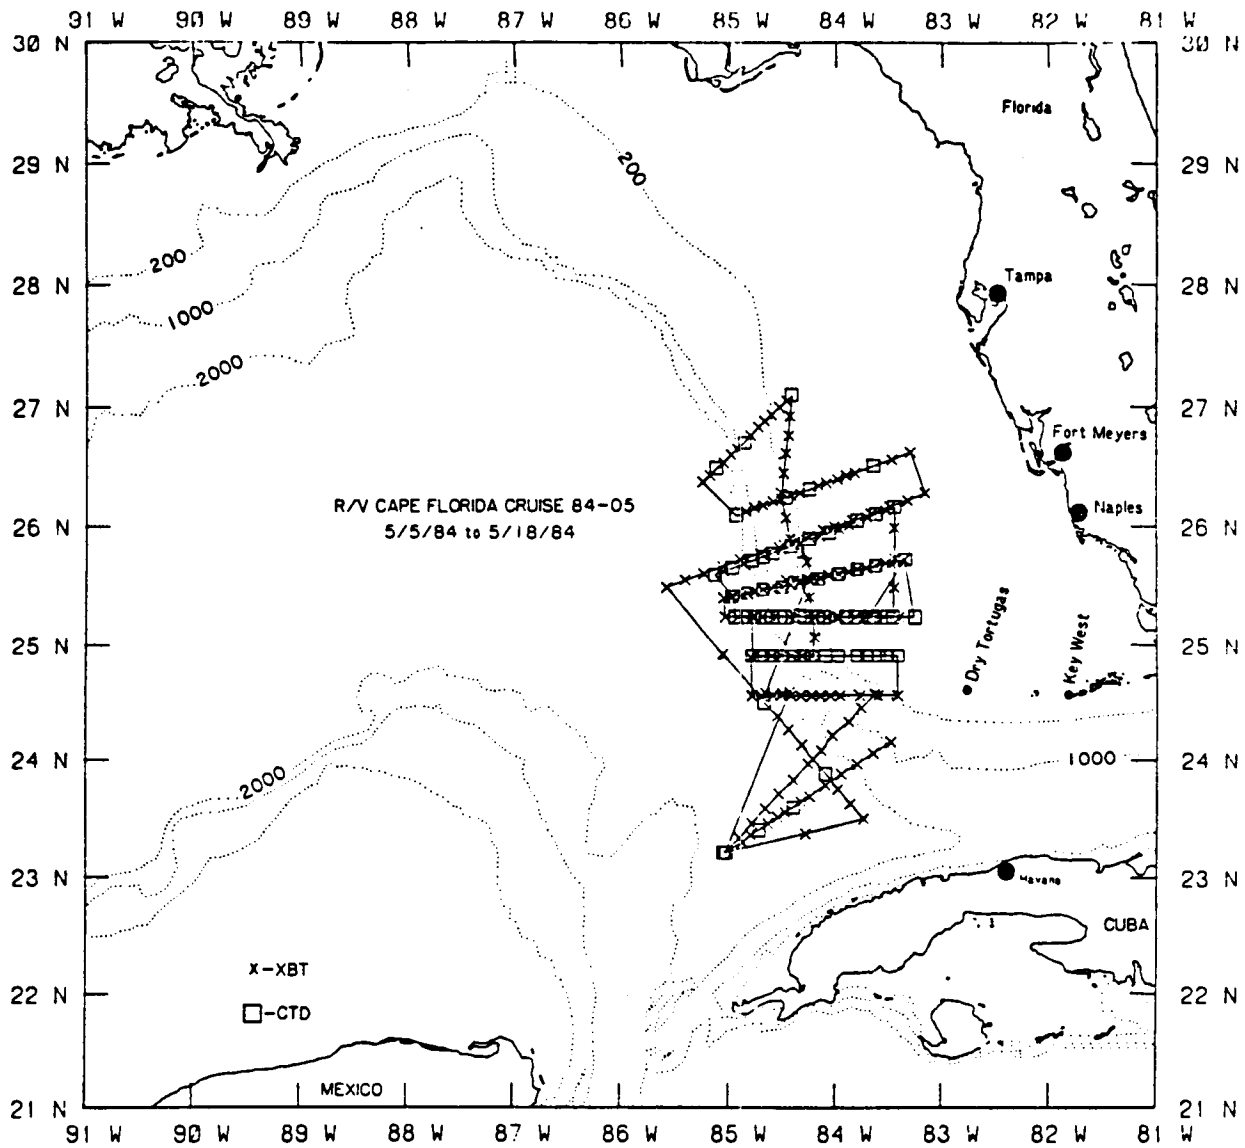 91 W 90 W 89 W 88 W 87 W 86 W 85 W 84 W 83 W 82 W 81 W
30 N 30 N
Florida
29 N 200 29 N
200
28 N Tampa 28 N
1000
2000
27 N 27 N
Fort Meyers
R/V CAPE FLORIDA CRUISE 84-05
26 N Naples 26 N
5/5/84 to 5/18/84
25 N Dry Tortugas Key West 25 N
24 N 2000 1000 24 N
23 N Havana 23 N
CUBA
X-XBT
22 N 22 N
□-CTD
MEXICO
21 N 21 N
91 W 90 W 89 W 88 W 87 W 86 W 85 W 84 W 83 W 82 W 81 W